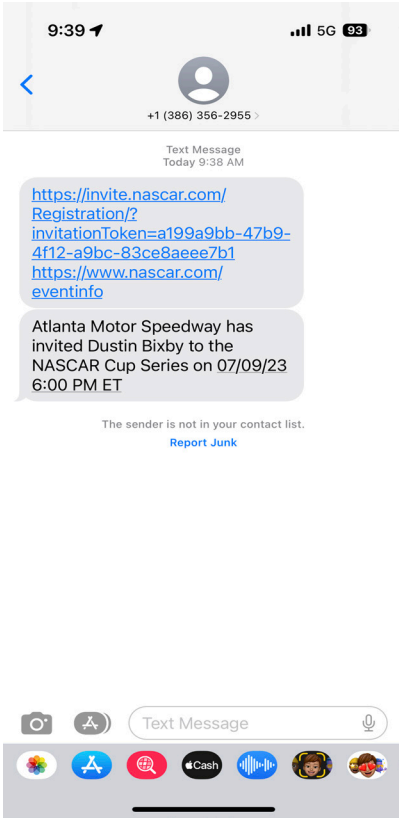 9:39
5G 93
+1 (386) 356-2955
Text Message
Today 9:38 AM
https://invite.nascar.com/
Registration/?
invitationToken=a199a9bb-47b9-
4f12-a9bc-83ce8aeee7b1
https://www.nascar.com/
eventinfo
Atlanta Motor Speedway has
invited Dustin Bixby to the
NASCAR Cup Series on 07/09/23
6:00 PM ET
The sender is not in your contact list.
Report Junk
Text Message
Cash